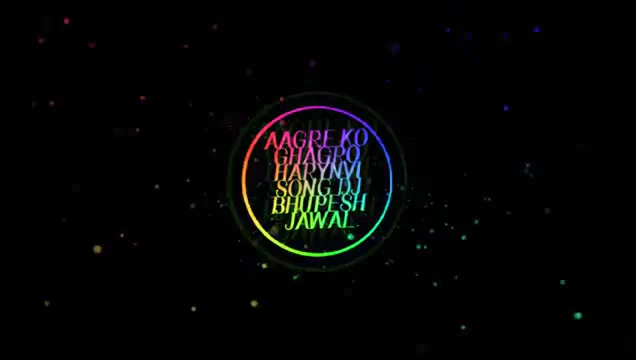 AAGRE KO
GHAGRO
HARYNVI
SONG DJ
BHUPESH
JAWAL